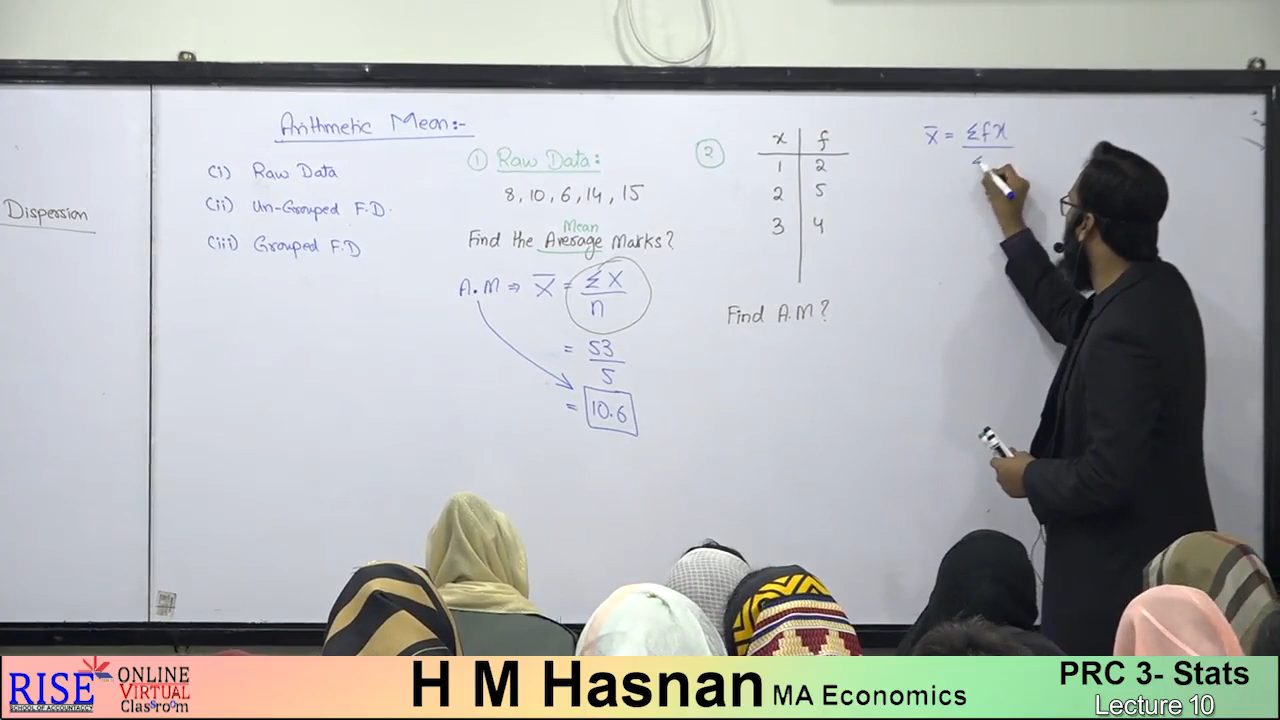 Dispersion
Arithmetic Mean:-
(i) Raw Data
(ii) Un-Grouped F.D.
(iii) Grouped F.D
① Raw Data:
8, 10, 6, 14, 15
Mean
Find the Average Marks?
A.M ⇒ X̄ = ΣX
n
= 53
5
= 10.6
②
x f
1 2
2 5
3 4
Find A.M?
X̄ = Σfx
RISE
SCHOOL OF ACCOUNTANCY
ONLINE
VIRTUAL
Classroom
H M Hasnan MA Economics
PRC 3- Stats
Lecture 10